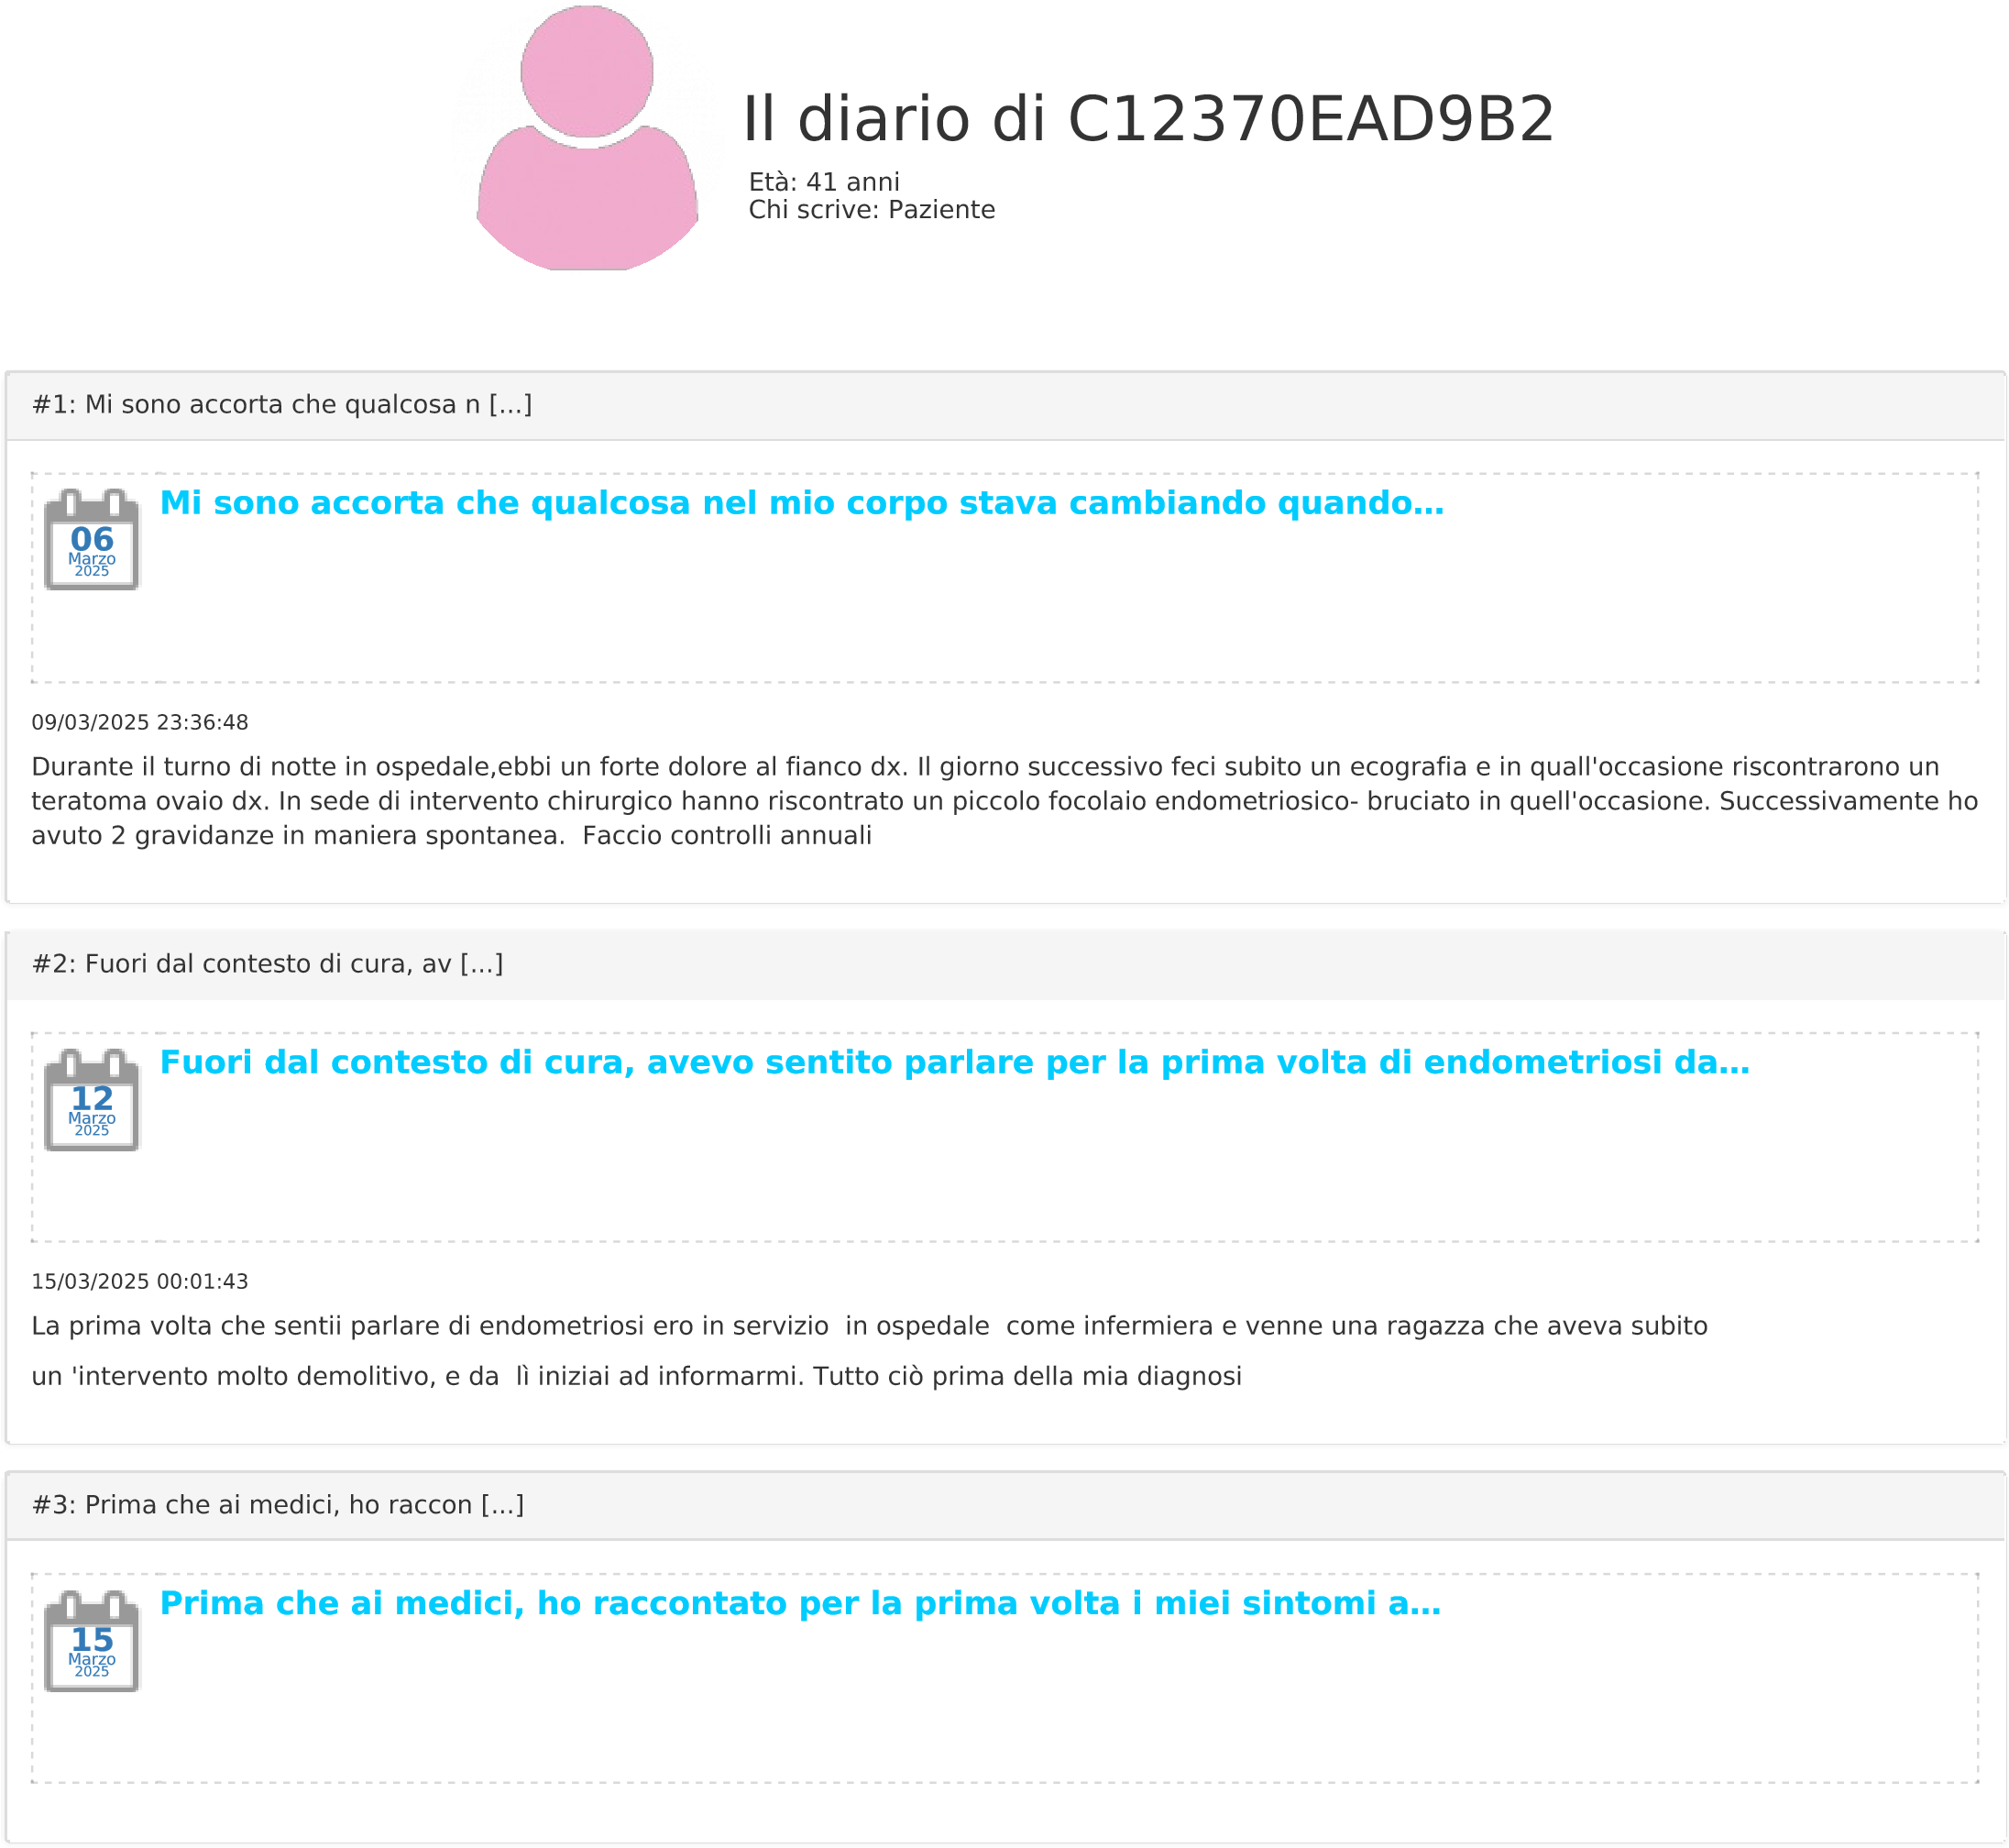 Il diario di C12370EAD9B2
Età: 41 anni
Chi scrive: Paziente
#1: Mi sono accorta che qualcosa n [...]
06
Marzo
2025
Mi sono accorta che qualcosa nel mio corpo stava cambiando quando...
09/03/2025 23:36:48
Durante il turno di notte in ospedale,ebbi un forte dolore al fianco dx. Il giorno successivo feci subito un ecografia e in quall'occasione riscontrarono un
teratoma ovaio dx. In sede di intervento chirurgico hanno riscontrato un piccolo focolaio endometriosico- bruciato in quell'occasione. Successivamente ho
avuto 2 gravidanze in maniera spontanea.  Faccio controlli annuali
#2: Fuori dal contesto di cura, av [...]
12
Marzo
2025
Fuori dal contesto di cura, avevo sentito parlare per la prima volta di endometriosi da...
15/03/2025 00:01:43
La prima volta che sentii parlare di endometriosi ero in servizio  in ospedale  come infermiera e venne una ragazza che aveva subito
un 'intervento molto demolitivo, e da  lì iniziai ad informarmi. Tutto ciò prima della mia diagnosi
#3: Prima che ai medici, ho raccon [...]
15
Marzo
2025
Prima che ai medici, ho raccontato per la prima volta i miei sintomi a...